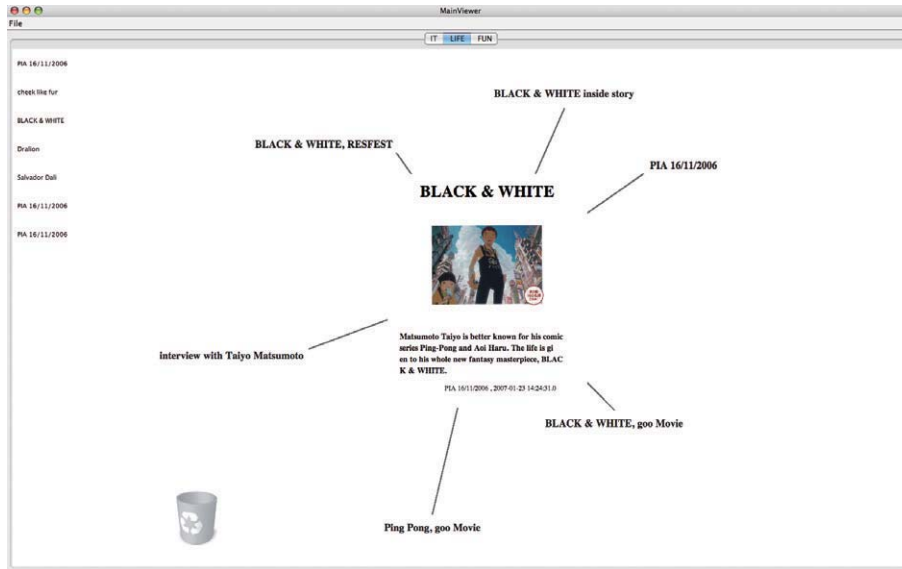 MainViewer
File
IT LIFE FUN
PIA 16/11/2006
cheek like fur
BLACK & WHITE
Dralion
Salvador Dali
PIA 16/11/2006
PIA 16/11/2006
BLACK & WHITE inside story
BLACK & WHITE, RESFEST
PIA 16/11/2006
BLACK & WHITE
Matsumoto Taiyo is better known for his comic
series Ping-Pong and Aoi Haru. The life is gi
en to his whole new fantasy masterpiece, BLAC
K & WHITE.
PIA 16/11/2006 , 2007-01-23 14:24:31.0
interview with Taiyo Matsumoto
BLACK & WHITE, goo Movie
Ping Pong, goo Movie